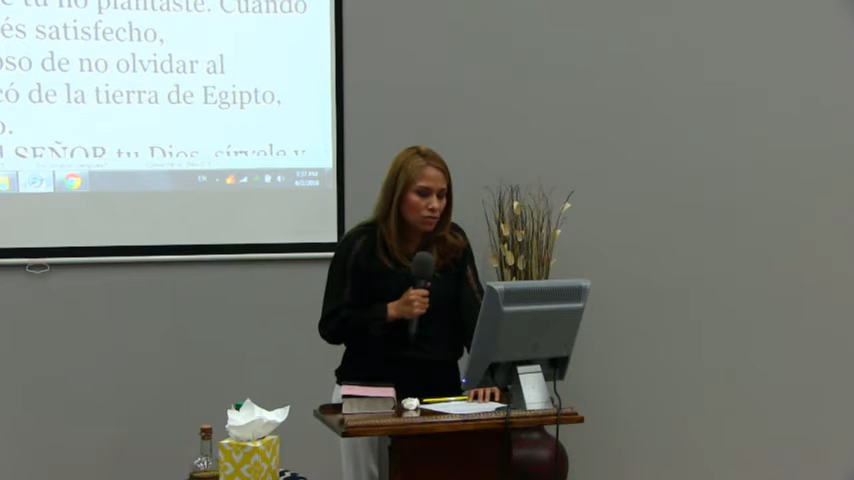 e tú no plantaste. Cuando
és satisfecho,
oso de no olvidar al
có de la tierra de Egipto,
o.
l SEÑOR tu Dios, sírvele y
EN